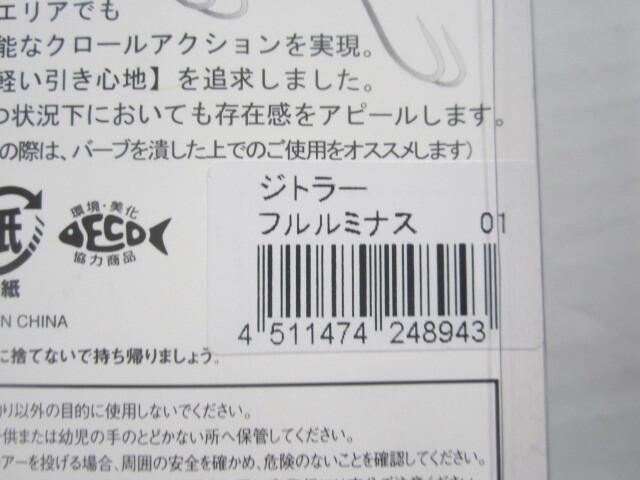 エリアでも
能なクロールアクションを実現。
軽い引き心地】を追求しました。
つ状況下においても存在感をアピールします。
の際は、バーブを潰した上でのご使用をオススメします)
ジトラー
フルルミナス 01
4 511474 248943
紙
環境・美化
ECO
協力商品
紙
N CHINA
に捨てないで持ち帰りましょう。
り以外の目的に使用しないでください。
供または幼児の手のとどかない所へ保管してください。
アーを投げる場合、周囲の安全を確かめ、危険のないことを確認してください。